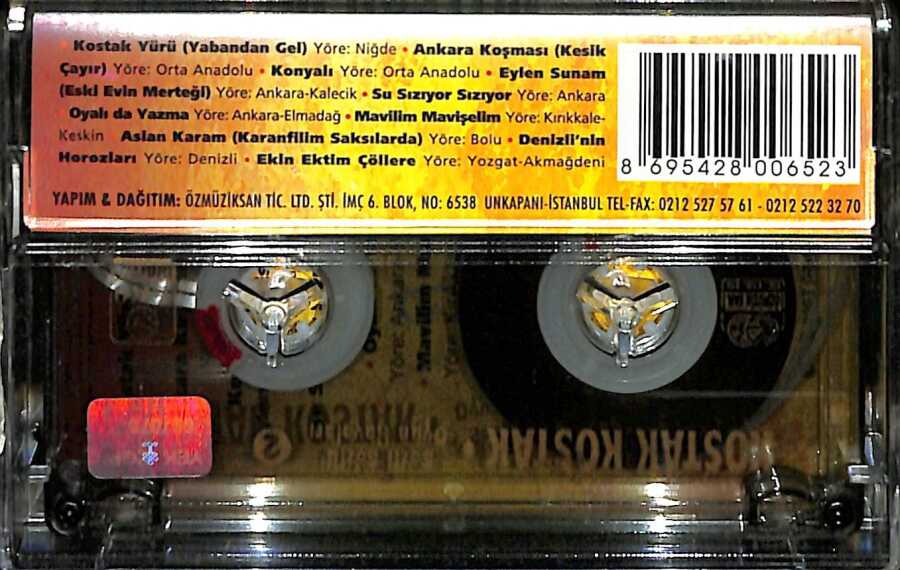 • Kostak Yürü (Yabandan Gel) Yöre: Niğde • Ankara Koşması (Kesik
Çayır) Yöre: Orta Anadolu • Konyalı Yöre: Orta Anadolu • Eylen Sunam
(Eski Evin Merteği) Yöre: Ankara-Kalecik • Su Sızıyor Sızıyor Yöre: Ankara
Oyalı da Yazma Yöre: Ankara-Elmadağ • Mavilim Mavişelim Yöre: Kırıkkale-
Keskin Aslan Karam (Karanfilim Saksılarda) Yöre: Bolu • Denizli'nin
Horozları Yöre: Denizli • Ekin Ektim Çöllere Yöre: Yozgat-Akmağdeni
8 695428 006523
YAPIM & DAĞITIM: ÖZMÜZİKSAN TİC. LTD. ŞTİ. İMÇ 6. BLOK, NO: 6538 UNKAPANI-İSTANBUL TEL-FAX: 0212 527 57 61 - 0212 522 32 70
Yöre: Ankara
Mavilim
2
KOSTAK KOSTAK